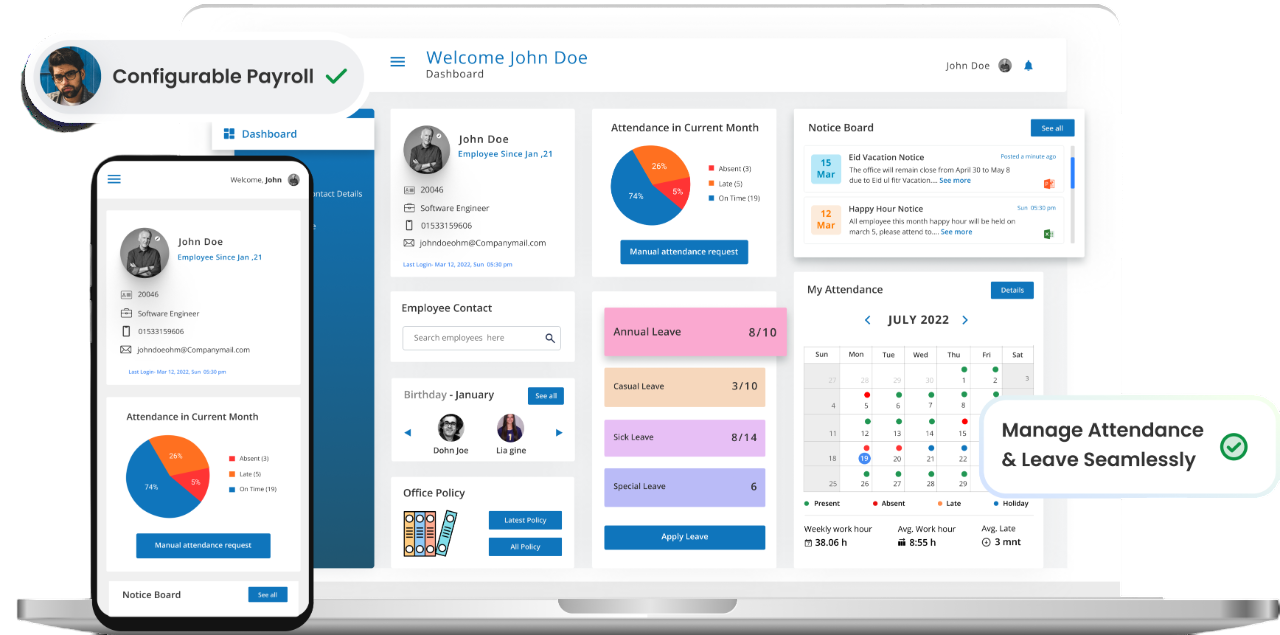 Configurable Payroll
Welcome John Doe
Dashboard
John Doe
Dashboard
ontact Details
John Doe
Employee Since Jan ,21
20046
Software Engineer
01533159606
johndoeohm@Companymail.com
Last Login: Mar 12, 2022, Sun 05:30 pm
Attendance in Current Month
26%
5%
74%
Absent (3)
Late (5)
On Time (19)
Manual attendance request
Notice Board
See all
15
Mar
Eid Vacation Notice
Posted a minute ago
The office will remain close from April 30 to May 8
due to Eid ul fitr Vacation.... See more
12
Mar
Happy Hour Notice
Sun 05:30 pm
All employee this month happy hour will be held on
march 5, please attend to.... See more
Employee Contact
Search employees here
Birthday - January
See all
Dohn Joe
Lia gine
Office Policy
Latest Policy
All Policy
Annual Leave 8/10
Casual Leave 3/10
Sick Leave 8/14
Special Leave 6
Apply Leave
My Attendance
Details
JULY 2022
Sun Mon Tue Wed Thu Fri Sat
27 28 29 30 1 2 3
4 5 6 7 8
11 12 13 14 15
18 19 20 21 22
25 26 27 28 29
Present Absent Late Holiday
Weekly work hour
38.06 h
Avg. Work hour
8:55 h
Avg. Late
3 mnt
Manage Attendance
& Leave Seamlessly
Welcome, John
John Doe
Employee Since Jan ,21
20046
Software Engineer
01533159606
johndoeohm@Companymail.com
Last Login: Mar 12, 2022, Sun 05:30 pm
Attendance in Current Month
26%
5%
74%
Absent (3)
Late (5)
On Time (19)
Manual attendance request
Notice Board
See all